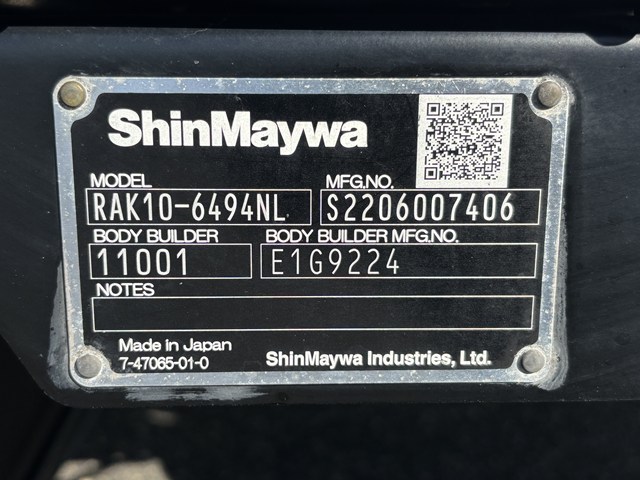 ShinMaywa
MODEL MFG.NO.
RAK10-6494NL S2206007406
BODY BUILDER BODY BUILDER MFG.NO.
11001 E1G9224
NOTES
Made in Japan
7-47065-01-0 ShinMaywa Industries, Ltd.